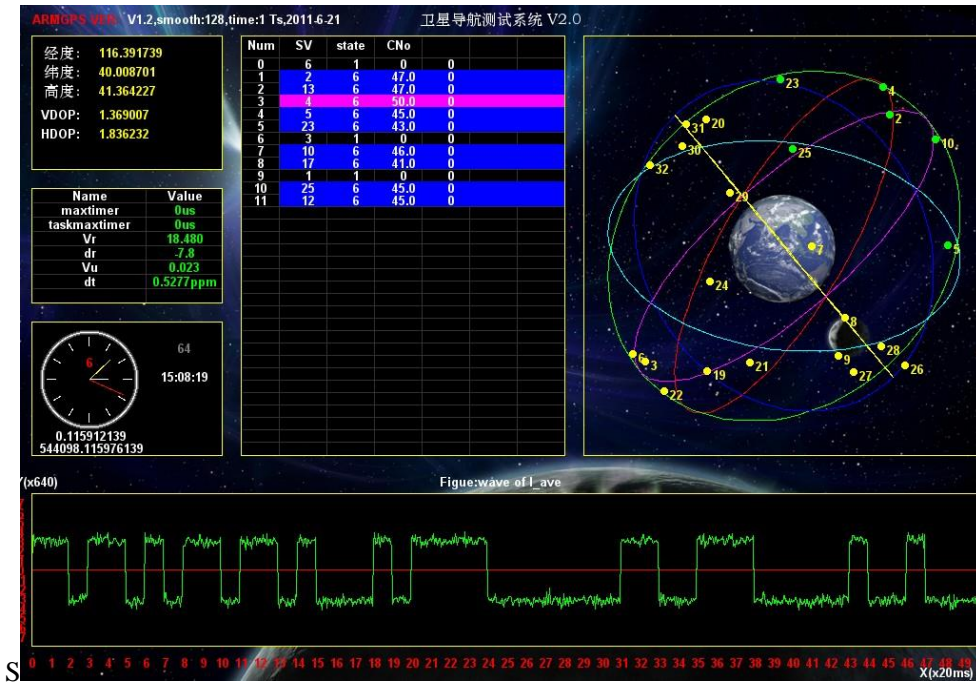 ARMGPS VER V1.2,smooth:128,time:1 Ts,2011-6-21
卫星导航测试系统 V2.0
经度: 116.391739
纬度: 40.008701
高度: 41.364227
VDOP: 1.369007
HDOP: 1.836232
Name Value
maxtimer 0us
taskmaxtimer 0us
Vr 18.480
dr -7.8
Vu 0.023
dt 0.5277ppm
6
64
15:08:19
0.115912139
544098.115976139
Num SV state CNo
0 6 1 0 0
1 2 6 47.0 0
2 13 6 47.0 0
3 4 6 50.0 0
4 5 6 45.0 0
5 23 6 43.0 0
6 3 1 0 0
7 10 6 46.0 0
8 17 6 41.0 0
9 1 1 0 0
10 25 6 45.0 0
11 12 6 45.0 0
23
4
2
31 20
10
30
25
32
29
5
7
24
8
28
6 3
9
21
26
19
27
22
Y(x640)
Figue:wave of I_ave
S
0 1 2 3 4 5 6 7 8 9 10 11 12 13 14 15 16 17 18 19 20 21 22 23 24 25 26 27 28 29 30 31 32 33 34 35 36 37 38 39 40 41 42 43 44 45 46 47 48 49
X(x20ms)